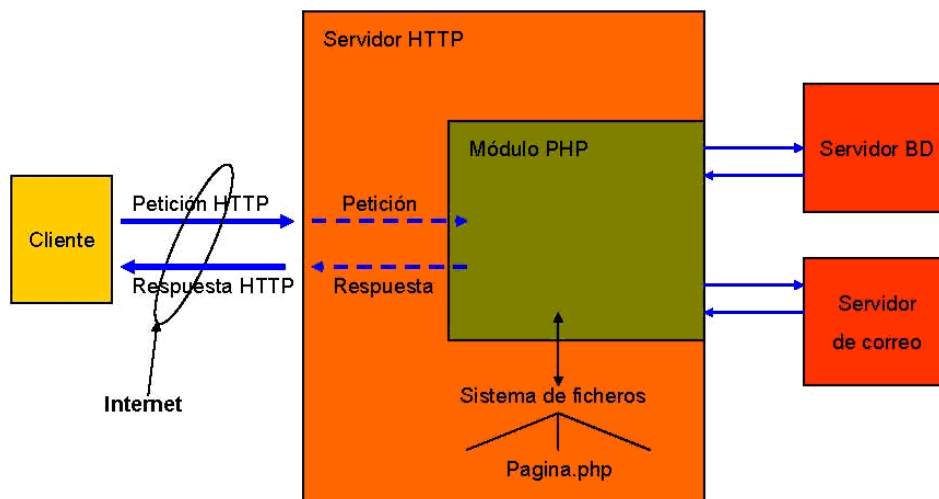 Servidor HTTP
Módulo PHP
Servidor BD
Petición HTTP
Petición
Cliente
Respuesta HTTP
Respuesta
Servidor
de correo
Internet
Sistema de ficheros
Pagina.php